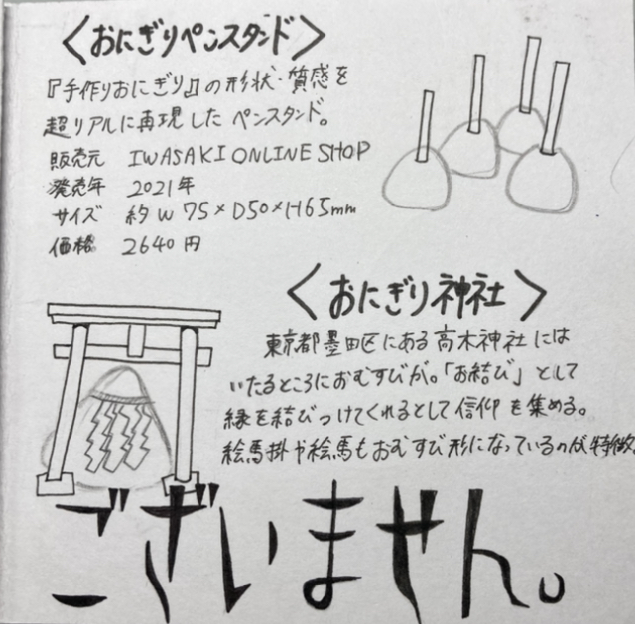 〈おにぎりペンスタンド〉
『手作りおにぎり』の形状・質感を
超リアルに再現したペンスタンド。
販売元 IWASAKI ONLINE SHOP
発売年 2021年
サイズ 約W75×D50×H65mm
価格 2640円
〈おにぎり神社〉
東京都墨田区にある高木神社には
いたるところにおむすびが。「お結び」として
縁を結びつけてくれるとして信仰を集める。
絵馬掛や絵馬もおむすび形になっているのが特徴。
ございません。